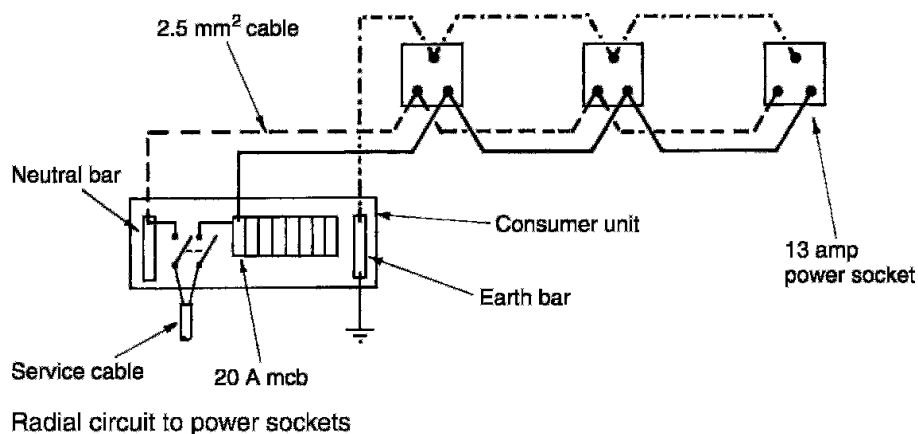 2.5 mm² cable
Neutral bar
Consumer unit
13 amp
power socket
Earth bar
Service cable
20 A mcb
Radial circuit to power sockets